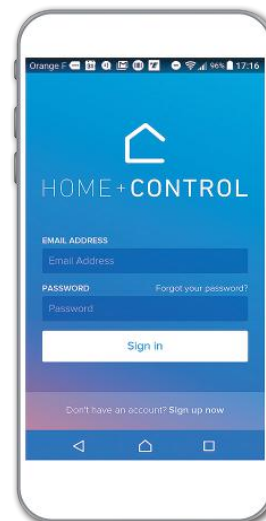 Orange F 96% 17:16
HOME + CONTROL
EMAIL ADDRESS
Email Address
PASSWORD Forgot your password?
Password
Sign in
Don't have an account? Sign up now